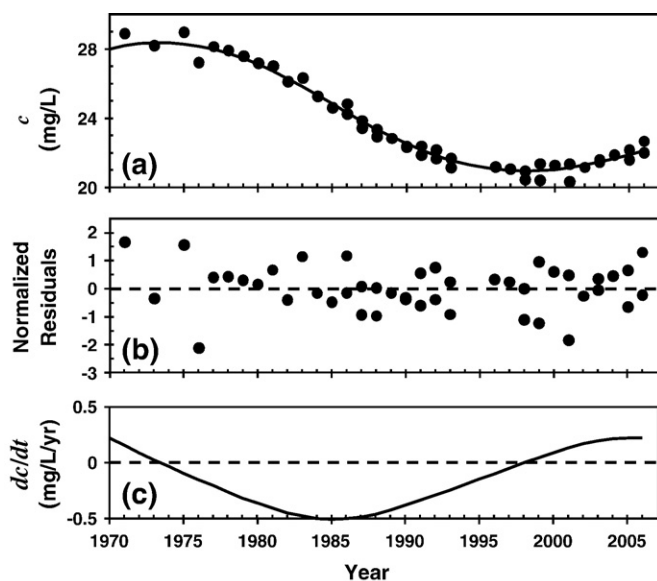 28
24
20
c
(mg/L)
(a)
2
1
0
-1
-2
-3
Normalized
Residuals
(b)
0.5
0
-0.5
dc/dt
(mg/L/yr)
(c)
1970 1975 1980 1985 1990 1995 2000 2005
Year